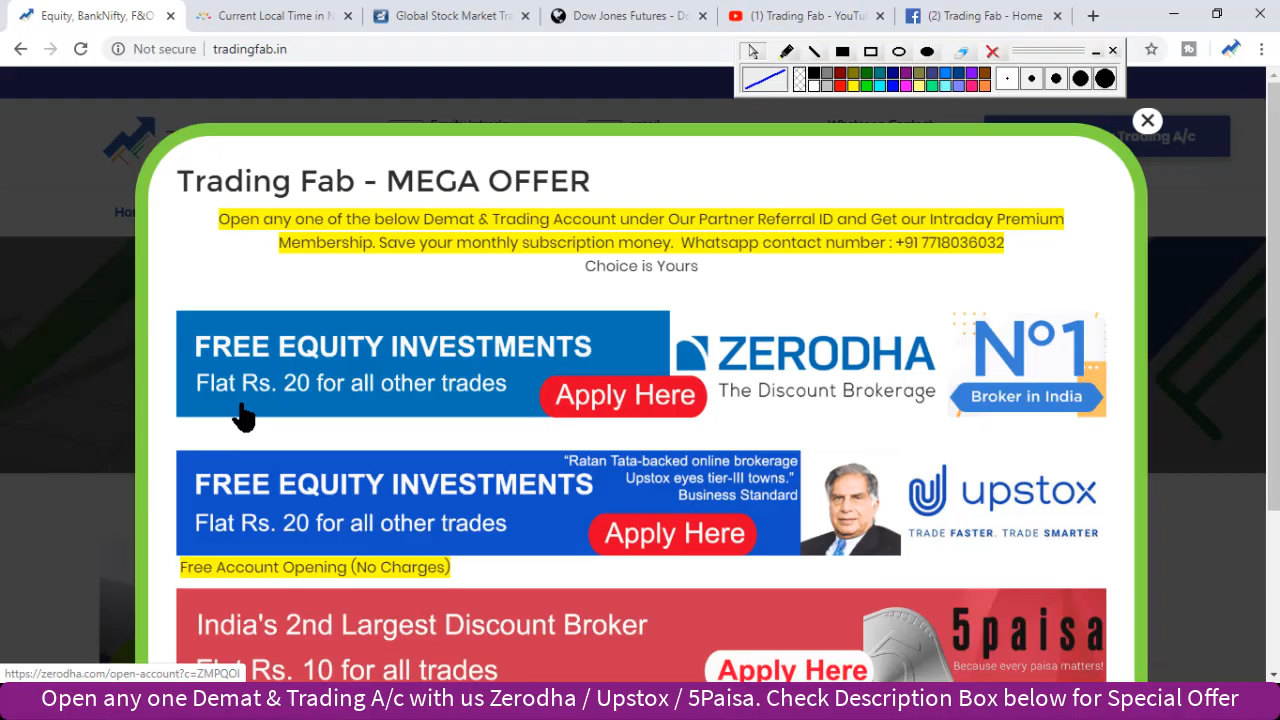 Equity, BankNifty, F&O
Current Local Time in N
Global Stock Market Tra
Dow Jones Futures - Do
(1) Trading Fab - YouTu
(2) Trading Fab - Home
Not secure
tradingfab.in
Trading A/c
Trading Fab - MEGA OFFER
Open any one of the below Demat & Trading Account under Our Partner Referral ID and Get our Intraday Premium
Membership. Save your monthly subscription money. Whatsapp contact number : +91 7718036032
Choice is Yours
FREE EQUITY INVESTMENTS
Flat Rs. 20 for all other trades
Apply Here
ZERODHA
The Discount Brokerage
Nº1
Broker in India
FREE EQUITY INVESTMENTS
Flat Rs. 20 for all other trades
“Ratan Tata-backed online brokerage
Upstox eyes tier-III towns.”
Business Standard
Apply Here
upstox
TRADE FASTER. TRADE SMARTER
Free Account Opening (No Charges)
India's 2nd Largest Discount Broker
Flat Rs. 10 for all trades
Apply Here
5paisa
Because every paisa matters!
https://zerodha.com/open-account?c=ZMPQOI
Open any one Demat & Trading A/c with us Zerodha / Upstox / 5Paisa. Check Description Box below for Special Offer